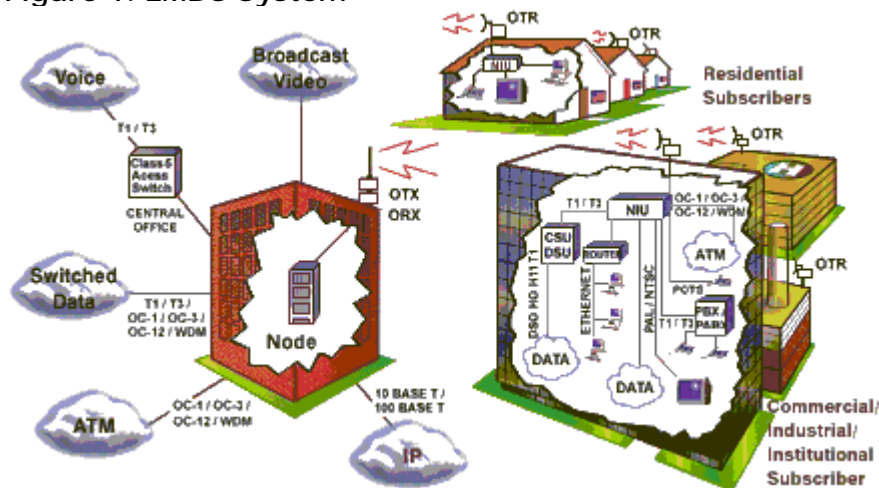 Figure 1: LMDS System
Voice
Broadcast
Video
T1 / T3
Class-5
Acess
Switch
CENTRAL
OFFICE
OTX
ORX
Switched
Data
T1 / T3 /
OC-1 / OC-3 /
OC-12 / WDM
Node
ATM
OC-1 / OC-3 /
OC-12 / WDM
10 BASE T /
100 BASE T
IP
OTR
OTR
NIU
Residential
Subscribers
OTR
OTR
T1 / T3
NIU
OC-1 / OC-3 /
OC-12 / WDM
CSU
DSU
ROUTER
ATM
DSO HO H11 T1
ETHERNET
PAL / NTSC
POTS
T1 / T3
PBX /
PABX
DATA
DATA
Commercial/
Industrial/
Institutional
Subscriber